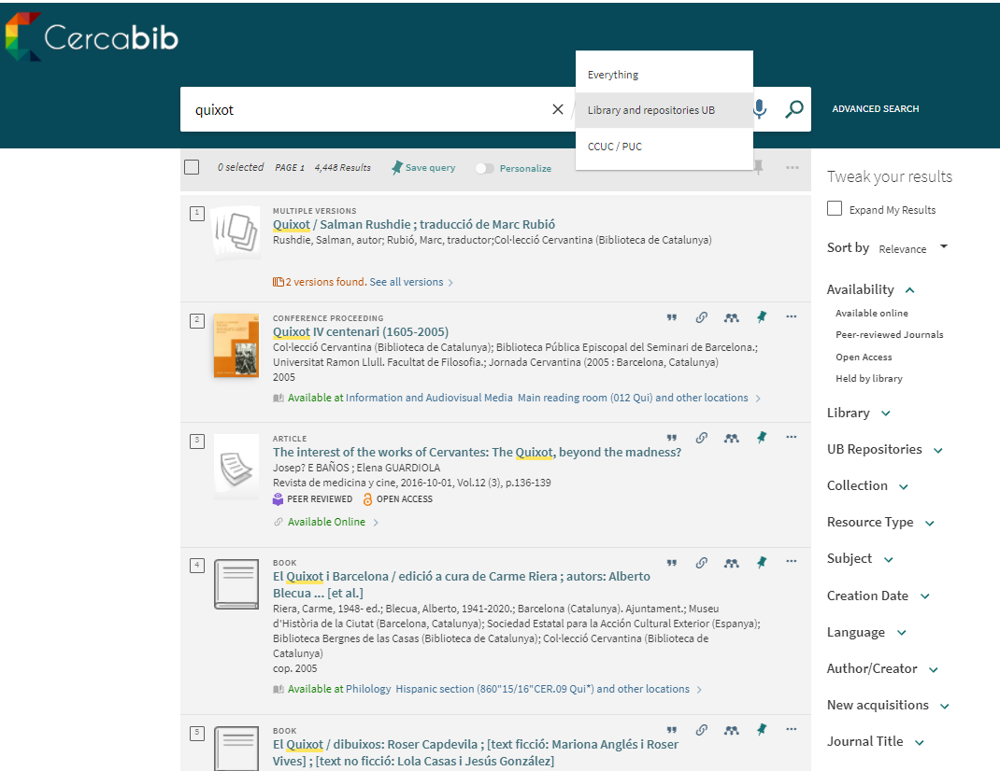 Cercabib
Everything
quixot
Library and repositories UB
ADVANCED SEARCH
CCUC / PUC
0 selected PAGE 1 4,448 Results Save query Personalize
1
MULTIPLE VERSIONS
Quixot / Salman Rushdie ; traducció de Marc Rubió
Rushdie, Salman, autor; Rubió, Marc, traductor;Col·lecció Cervantina (Biblioteca de Catalunya)
2 versions found. See all versions
2
CONFERENCE PROCEEDING
Quixot IV centenari (1605-2005)
Col·lecció Cervantina (Biblioteca de Catalunya); Biblioteca Pública Episcopal del Seminari de Barcelona.;
Universitat Ramon Llull. Facultat de Filosofia.; Jornada Cervantina (2005 : Barcelona, Catalunya)
2005
Available at Information and Audiovisual Media Main reading room (012 Qui) and other locations
3
ARTICLE
The interest of the works of Cervantes: The Quixot, beyond the madness?
Josep? E BAÑOS ; Elena GUARDIOLA
Revista de medicina y cine, 2016-10-01, Vol.12 (3), p.136-139
PEER REVIEWED OPEN ACCESS
Available Online
4
BOOK
El Quixot i Barcelona / edició a cura de Carme Riera ; autors: Alberto
Blecua ... [et al.]
Riera, Carme, 1948- ed.; Blecua, Alberto, 1941-2020.; Barcelona (Catalunya). Ajuntament.; Museu
d'Història de la Ciutat (Barcelona, Catalunya); Sociedad Estatal para la Acción Cultural Exterior (Espanya);
Biblioteca Bergnes de las Casas (Biblioteca de Catalunya); Col·lecció Cervantina (Biblioteca de
Catalunya)
cop. 2005
Available at Philology Hispanic section (860"15/16"CER.09 Qui*) and other locations
5
BOOK
El Quixot / dibuixos: Roser Capdevila ; [text ficció: Mariona Anglés i Roser
Vives] ; [text no ficció: Lola Casas i Jesús González]
Tweak your results
Expand My Results
Sort by Relevance
Availability
Available online
Peer-reviewed Journals
Open Access
Held by library
Library
UB Repositories
Collection
Resource Type
Subject
Creation Date
Language
Author/Creator
New acquisitions
Journal Title